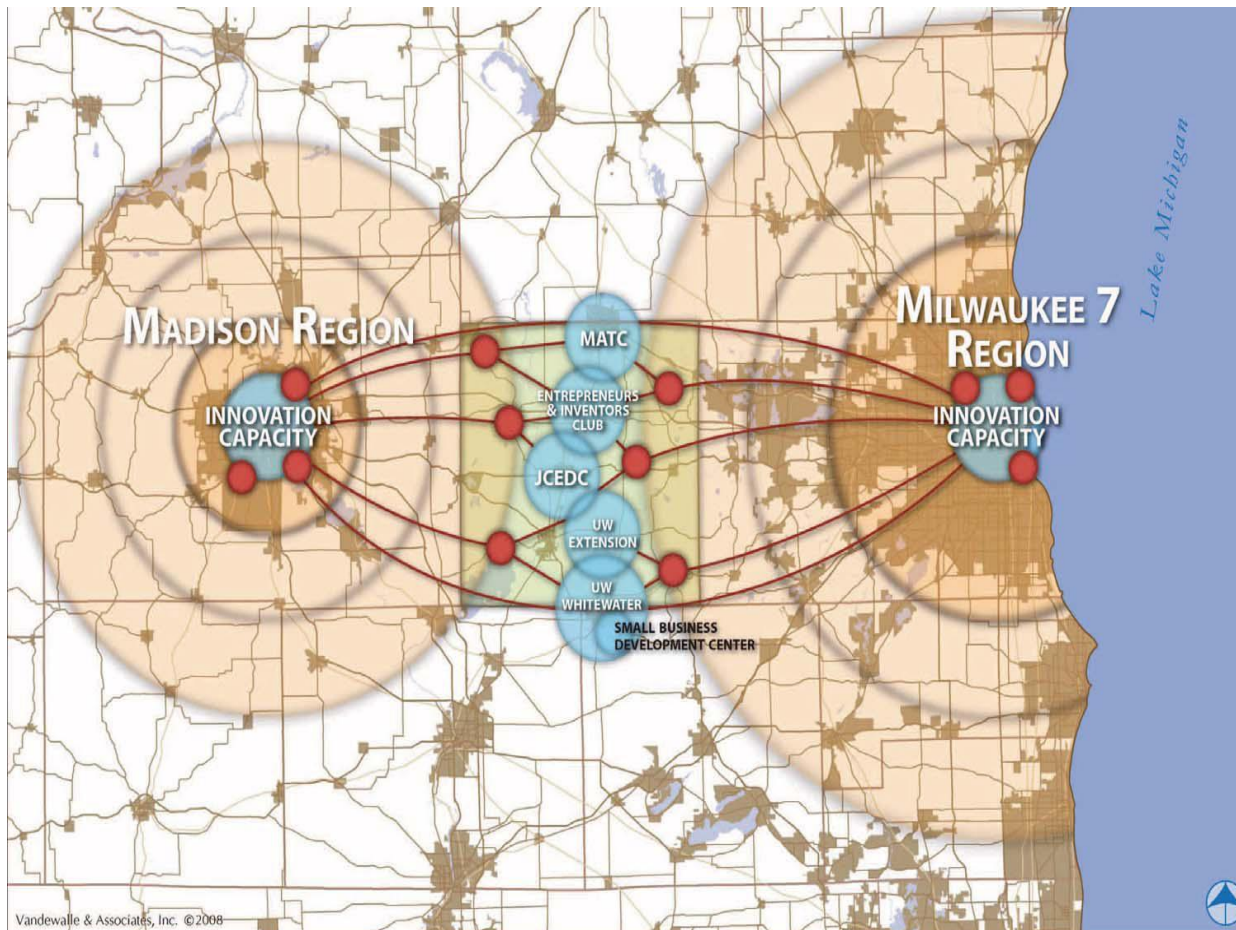 Lake Michigan
MADISON REGION
MILWAUKEE 7
REGION
MATC
ENTREPRENEURS
& INVENTORS
CLUB
INNOVATION
CAPACITY
INNOVATION
CAPACITY
JCEDC
UW
EXTENSION
UW
WHITEWATER
SMALL BUSINESS
DEVELOPMENT CENTER
Vandewalle & Associates, Inc. ©2008